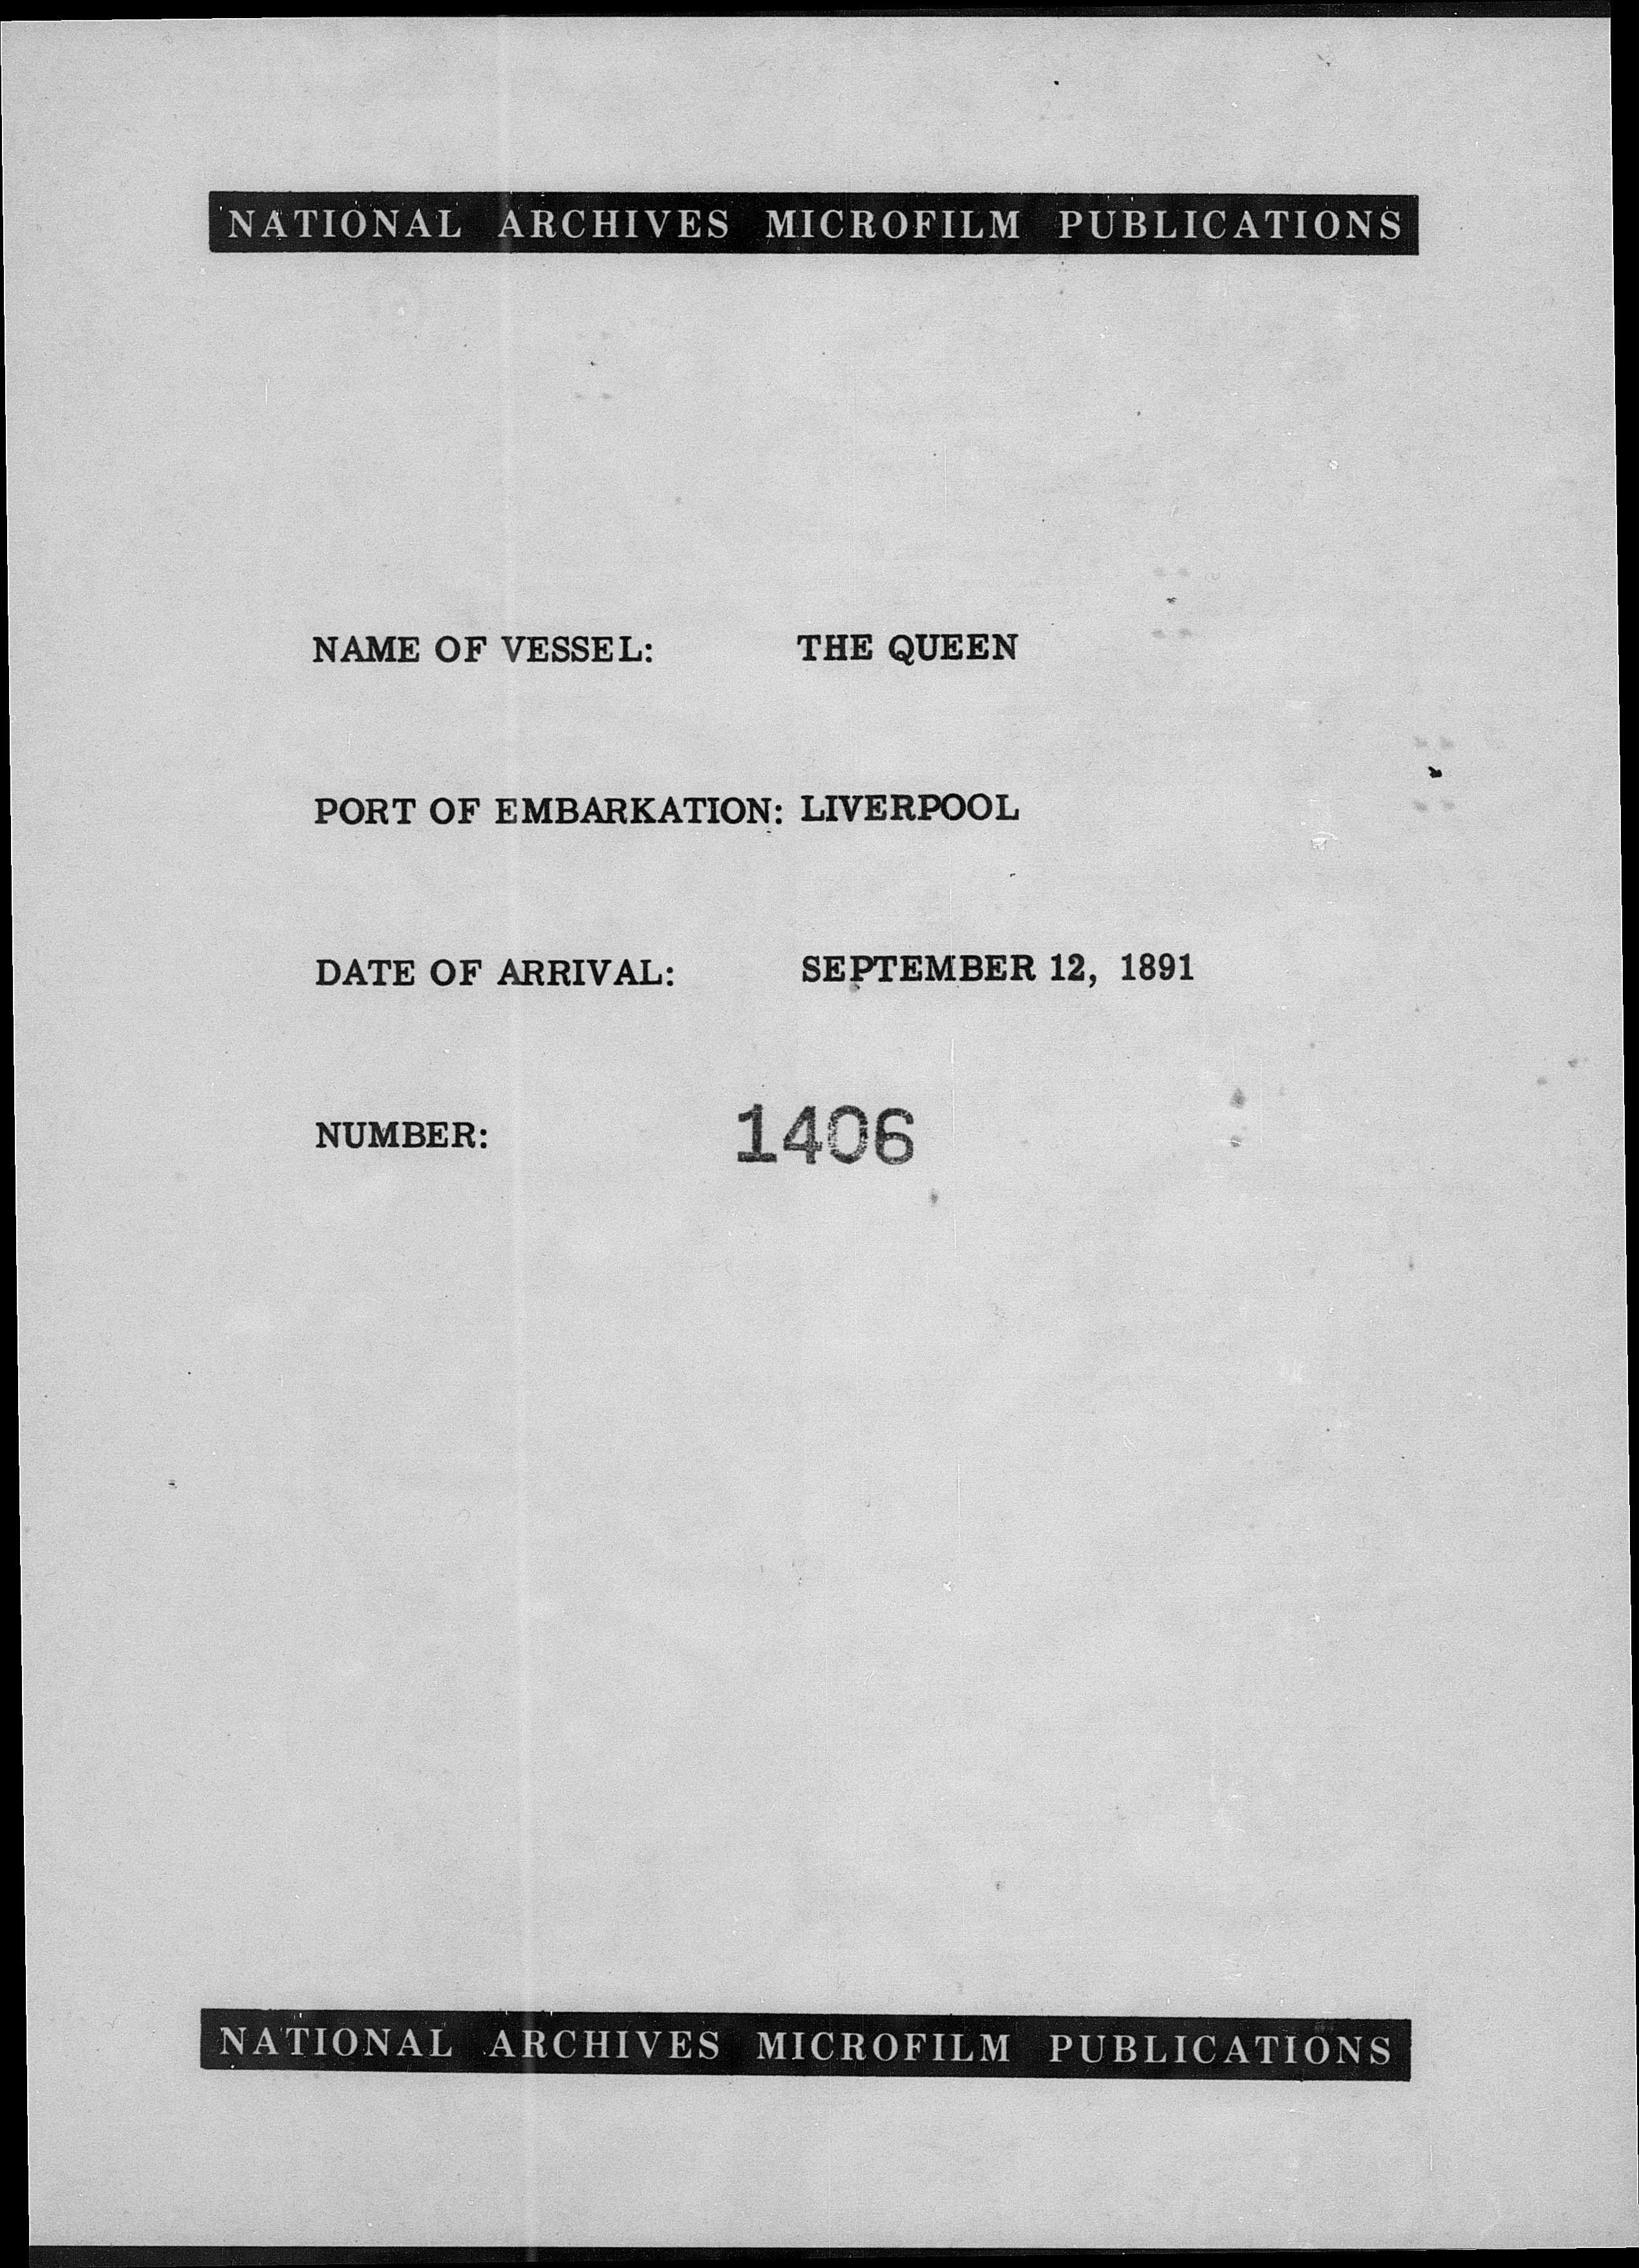 NATIONAL ARCHIVES MICROFILM PUBLICATIONS
NAME OF VESSEL: THE QUEEN
PORT OF EMBARKATION: LIVERPOOL
DATE OF ARRIVAL: SEPTEMBER 12, 1891
NUMBER: 1406
NATIONAL ARCHIVES MICROFILM PUBLICATIONS